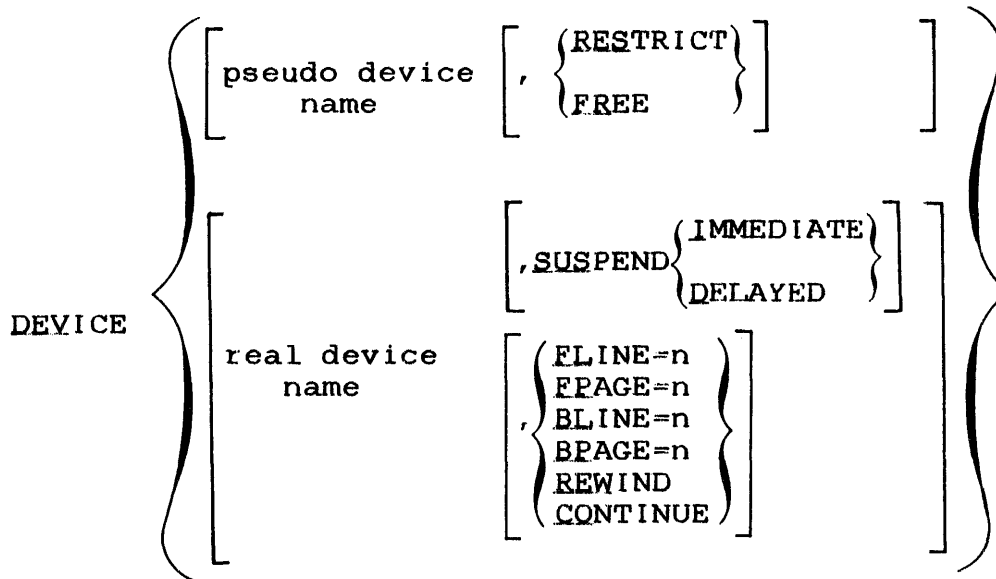 RESTRICT
pseudo device ,
name
FREE
IMMEDIATE
,SUSPEND
DELAYED
DEVICE
real device
name
FLINE=n
FPAGE=n
, BLINE=n
BPAGE=n
REWIND
CONTINUE